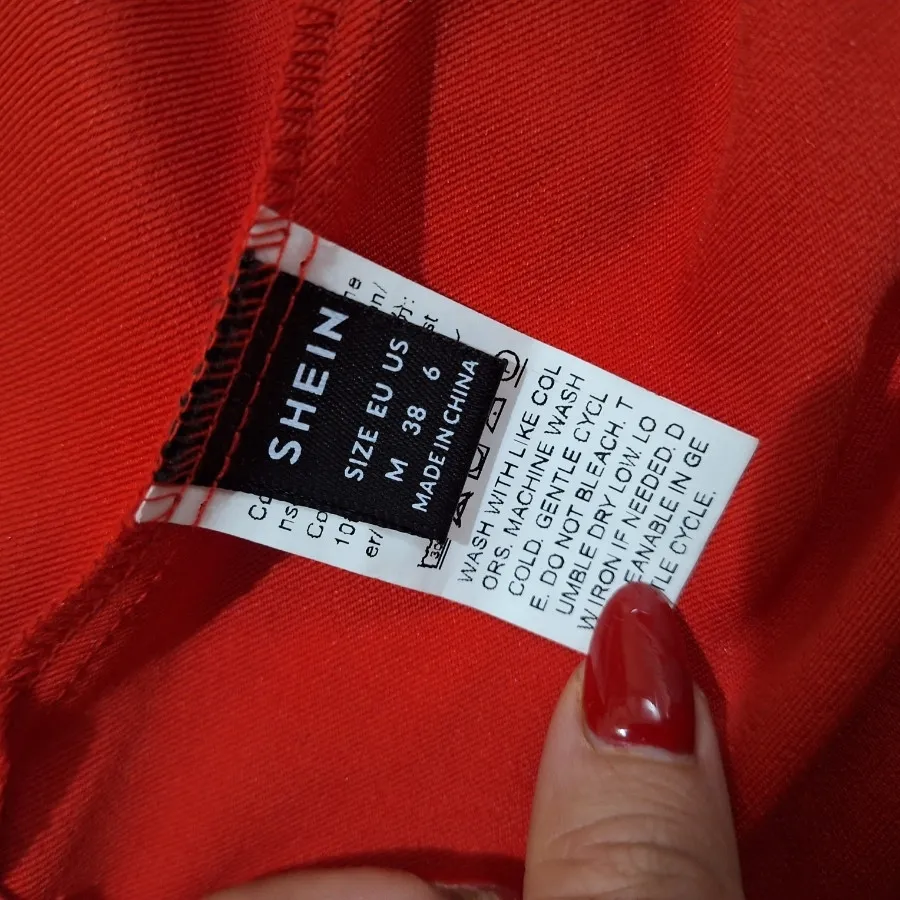 SHEIN
SIZE EU US
M 38 6
MADE IN CHINA
WASH WITH LIKE COL
ORS. MACHINE WASH
COLD. GENTLE CYCL
E. DO NOT BLEACH. T
UMBLE DRY LOW. LO
W IRON IF NEEDED. D
EANABLE IN GE
TLE CYCLE.